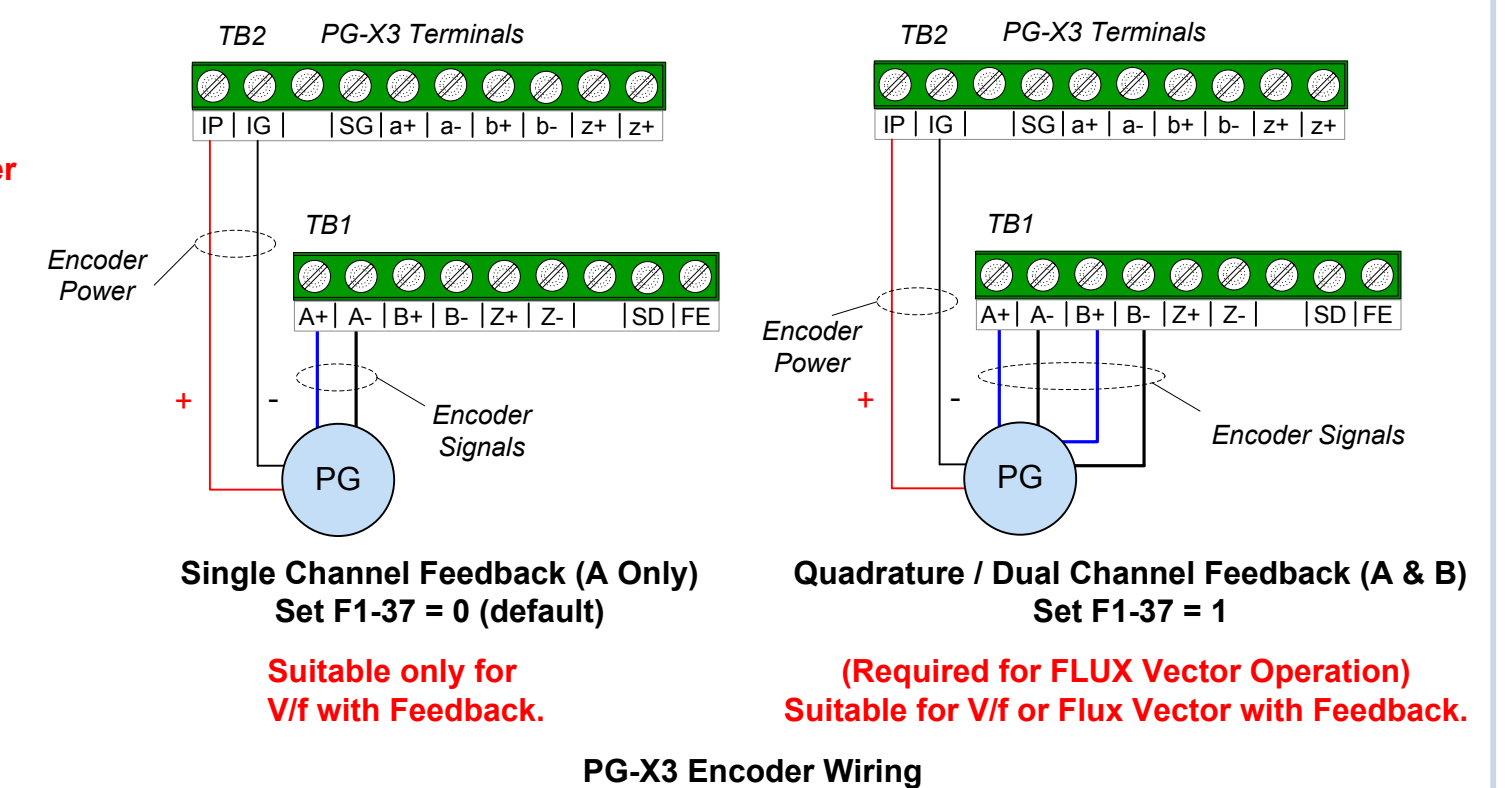 TB2 PG-X3 Terminals
IP | IG | | SG | a+ | a- | b+ | b- | z+ | z+
er
TB1
Encoder
Power
A+ | A- | B+ | B- | Z+ | Z- | | SD | FE
+ -
Encoder
Signals
PG
Single Channel Feedback (A Only)
Set F1-37 = 0 (default)
Suitable only for
V/f with Feedback.
TB2 PG-X3 Terminals
IP | IG | | SG | a+ | a- | b+ | b- | z+ | z+
TB1
A+ | A- | B+ | B- | Z+ | Z- | | SD | FE
Encoder
Power
+ -
Encoder Signals
PG
Quadrature / Dual Channel Feedback (A & B)
Set F1-37 = 1
(Required for FLUX Vector Operation)
Suitable for V/f or Flux Vector with Feedback.
PG-X3 Encoder Wiring